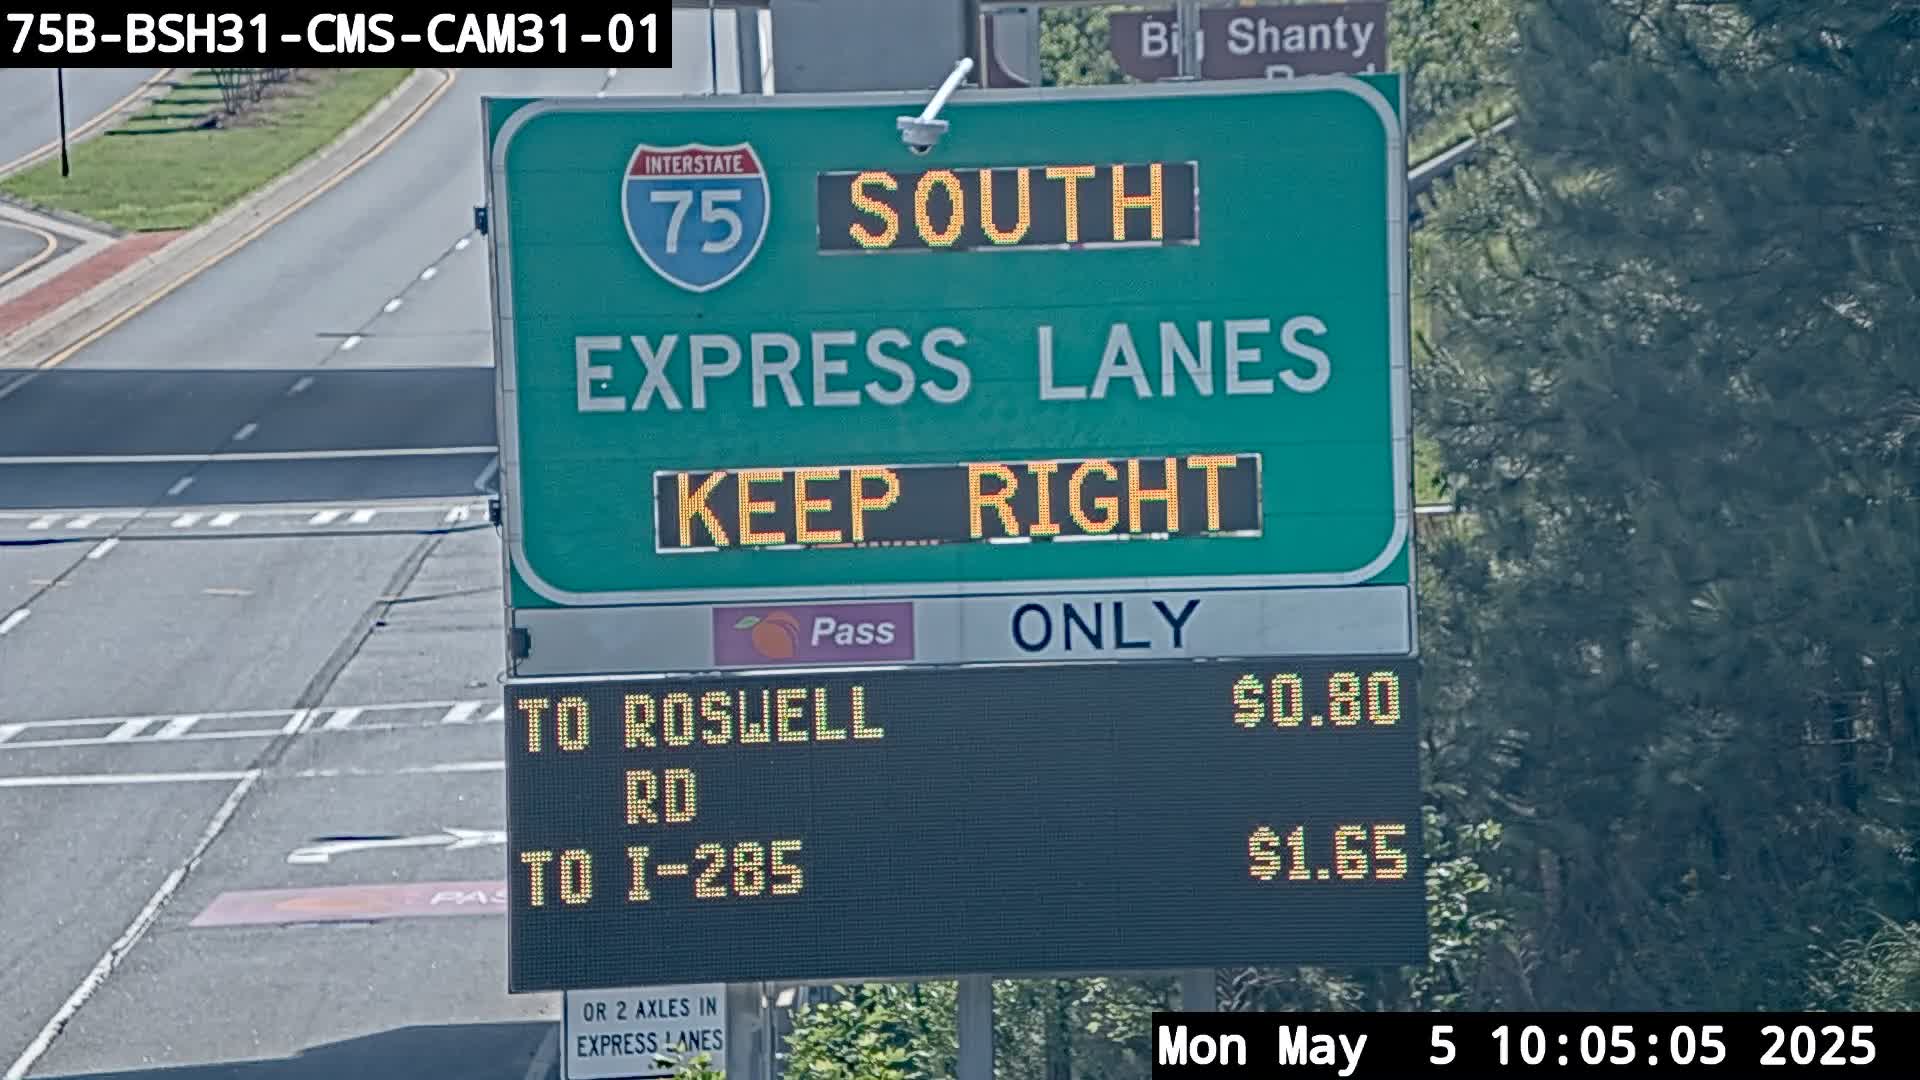 75B-BSH31-CMS-CAM31-01
Big Shanty
Road
INTERSTATE
75
SOUTH
EXPRESS LANES
KEEP RIGHT
Pass
ONLY
TO ROSWELL $0.80
RD
TO I-285 $1.65
PAS
OR 2 AXLES IN
EXPRESS LANES
Mon May 5 10:05:05 2025